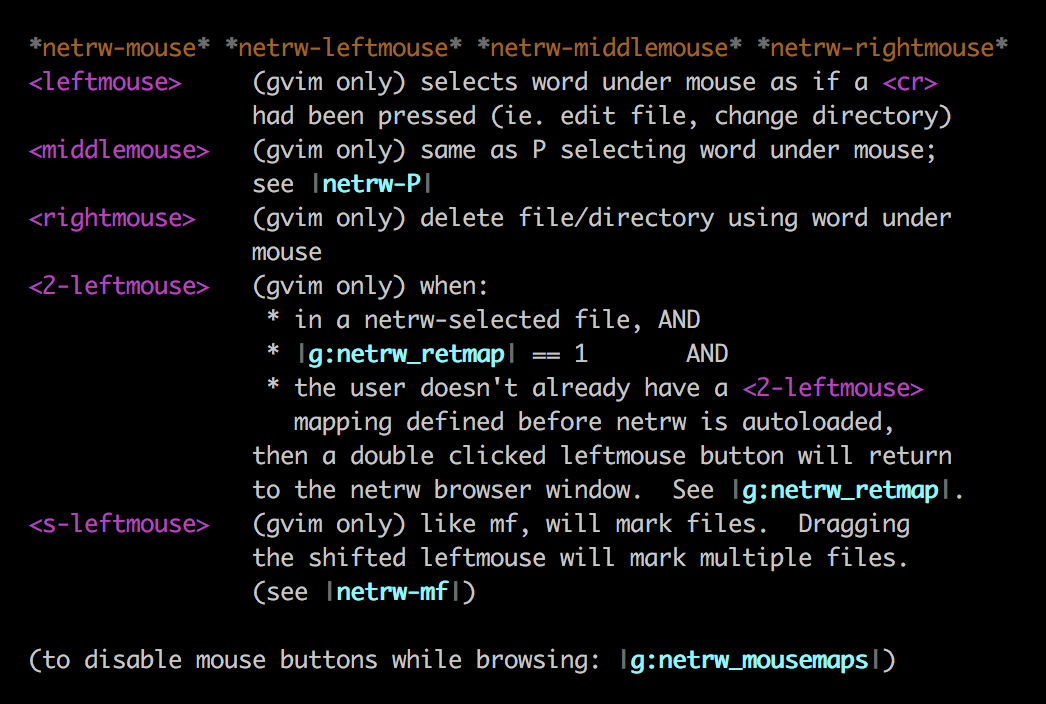 *netrw-mouse* *netrw-leftmouse* *netrw-middlemouse* *netrw-rightmouse*
<leftmouse>     (gvim only) selects word under mouse as if a <cr>
                had been pressed (ie. edit file, change directory)
<middlemouse>   (gvim only) same as P selecting word under mouse;
                see |netrw-P|
<rightmouse>    (gvim only) delete file/directory using word under
                mouse
<2-leftmouse>   (gvim only) when:
                 * in a netrw-selected file, AND
                 * |g:netrw_retmap| == 1       AND
                 * the user doesn't already have a <2-leftmouse>
                   mapping defined before netrw is autoloaded,
                then a double clicked leftmouse button will return
                to the netrw browser window.  See |g:netrw_retmap|.
<s-leftmouse>   (gvim only) like mf, will mark files.  Dragging
                the shifted leftmouse will mark multiple files.
                (see |netrw-mf|)

(to disable mouse buttons while browsing: |g:netrw_mousemaps|)